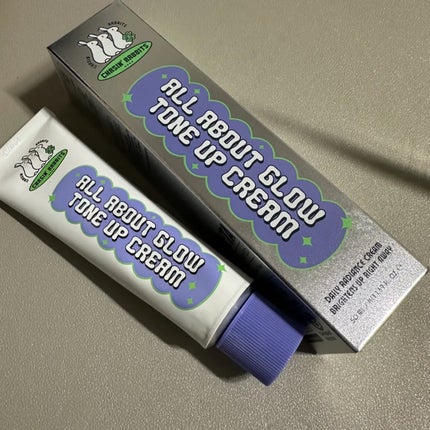 CHASIN' RABBITS
ALL ABOUT GLOW
TONE UP CREAM
DAILY RADIANCE CREAM
BRIGHTENS UP RIGHT AWAY
CHASIN' RABBITS
ALL ABOUT GLOW
TONE UP CREAM